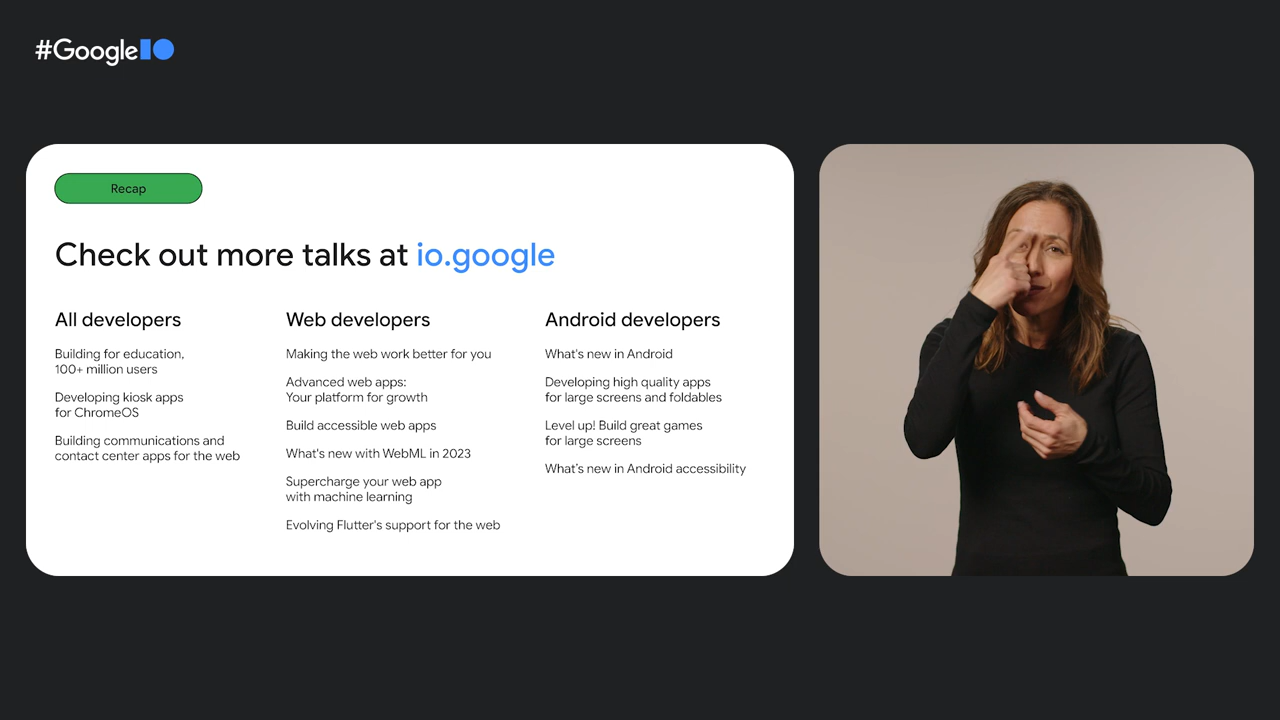 #GoogleIO
Recap
Check out more talks at io.google
All developers
Building for education,
100+ million users
Developing kiosk apps
for ChromeOS
Building communications and
contact center apps for the web
Web developers
Making the web work better for you
Advanced web apps:
Your platform for growth
Build accessible web apps
What's new with WebML in 2023
Supercharge your web app
with machine learning
Evolving Flutter's support for the web
Android developers
What's new in Android
Developing high quality apps
for large screens and foldables
Level up! Build great games
for large screens
What's new in Android accessibility